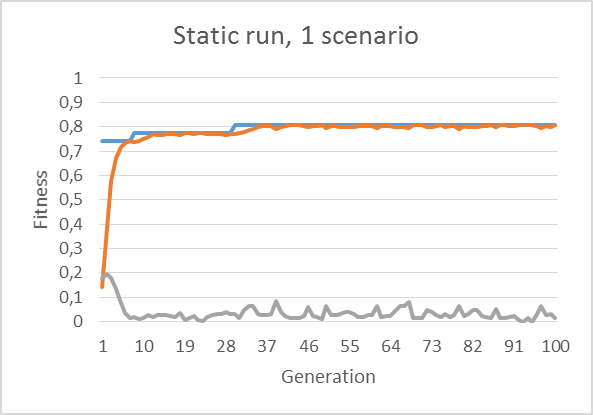 Static run, 1 scenario
1
0,9
0,8
0,7
0,6
0,5
0,4
0,3
0,2
0,1
0
Fitness
1 10 19 28 37 46 55 64 73 82 91 100
Generation